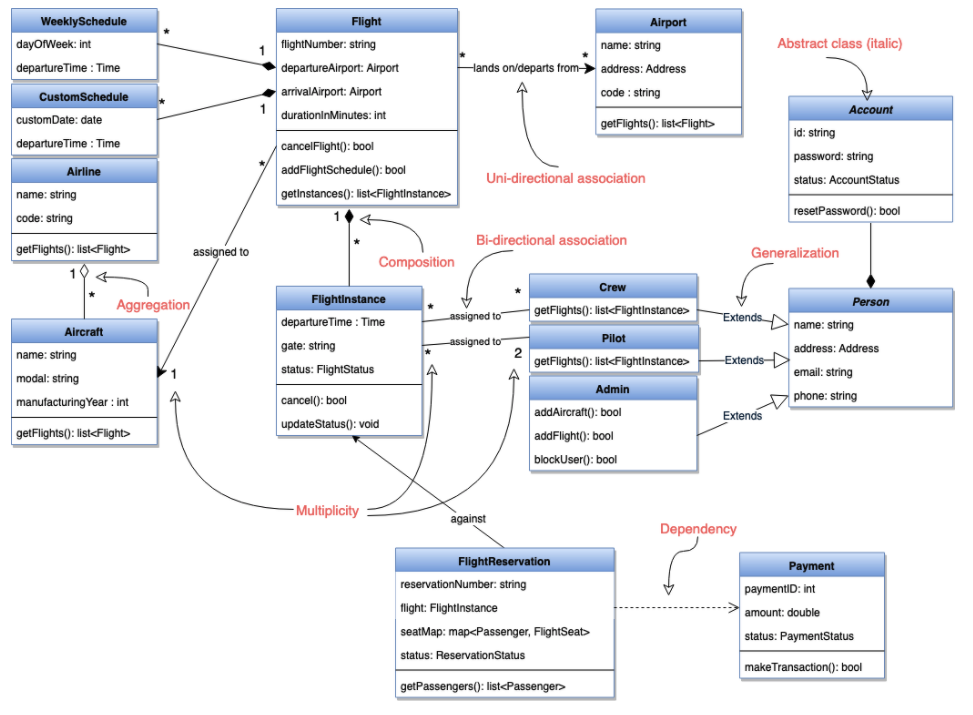 WeeklySchedule
dayOfWeek: int
departureTime : Time
CustomSchedule
customDate: date
departureTime : Time
Airline
name: string
code: string
getFlights(): list<Flight>
1
*
Aggregation
Aircraft
name: string
modal: string
manufacturingYear : int
getFlights(): list<Flight>
*
1
*
1
Flight
flightNumber: string
departureAirport: Airport
arrivalAirport: Airport
durationInMinutes: int
cancelFlight(): bool
addFlightSchedule(): bool
getInstances(): list<FlightInstance>
*
assigned to
1
*
lands on/departs from
*
Uni-directional association
Airport
name: string
address: Address
code : string
getFlights(): list<Flight>
Abstract class (italic)
Account
id: string
password: string
status: AccountStatus
resetPassword(): bool
1
*
Composition
Bi-directional association
Generalization
FlightInstance
departureTime : Time
gate: string
status: FlightStatus
cancel(): bool
updateStatus(): void
*
assigned to
*
*
assigned to
2
Crew
getFlights(): list<FlightInstance>
Pilot
getFlights(): list<FlightInstance>
Admin
addAircraft(): bool
addFlight(): bool
blockUser(): bool
Extends
Extends
Extends
Person
name: string
address: Address
email: string
phone: string
Multiplicity
against
Dependency
FlightReservation
reservationNumber: string
flight: FlightInstance
seatMap: map<Passenger, FlightSeat>
status: ReservationStatus
getPassengers(): list<Passenger>
Payment
paymentID: int
amount: double
status: PaymentStatus
makeTransaction(): bool